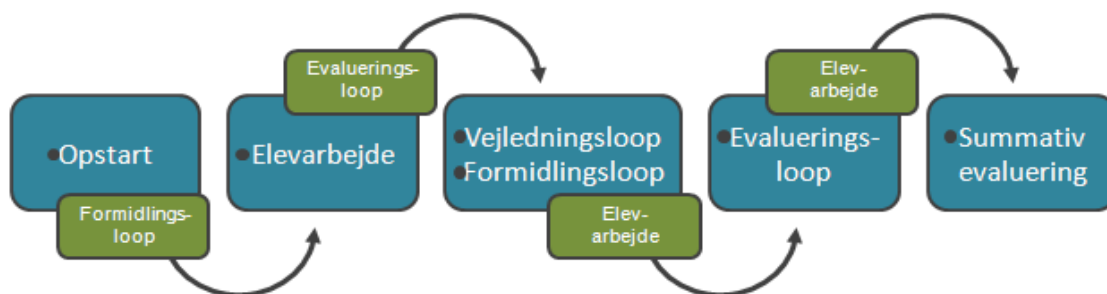 Opstart
Formidlings-
loop
Evaluerings-
loop
Elevarbejde
Vejledningsloop
Formidlingsloop
Elev-
arbejde
Evaluerings-
loop
Elev-
arbejde
Summativ
evaluering